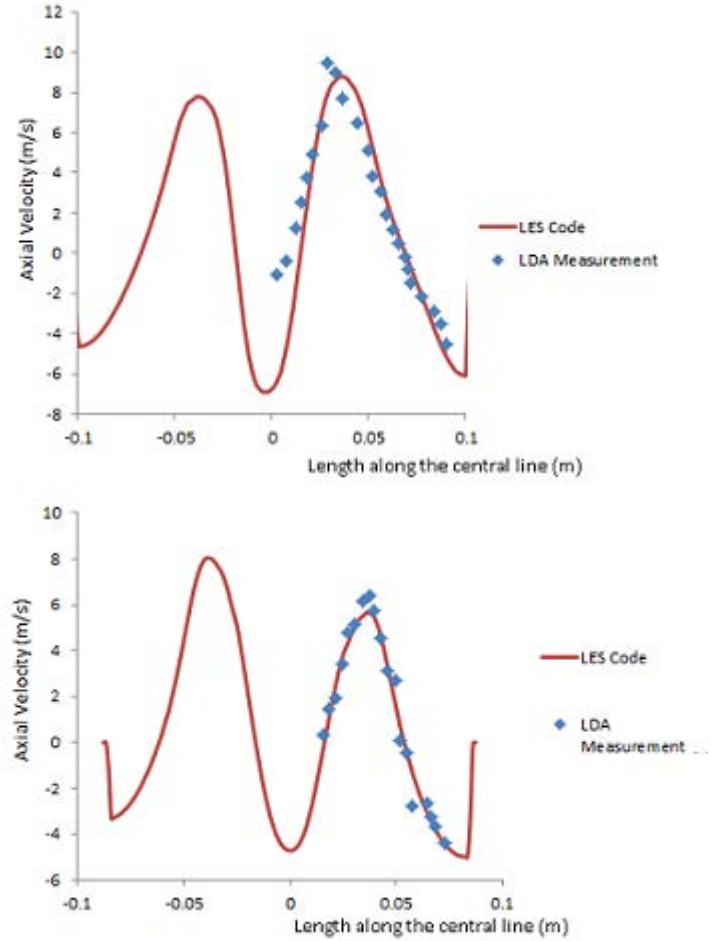 12
10
8
6
4
2
0
-2
-4
-6
-8
Axial Velocity (m/s)
-0.1 -0.05 0 0.05 0.1
Length along the central line (m)
LES Code
LDA Measurement
10
8
6
4
2
0
-2
-4
-6
Axial Velocity (m/s)
-0.1 -0.05 0 0.05 0.1
Length along the central line (m)
LES Code
LDA
Measurement